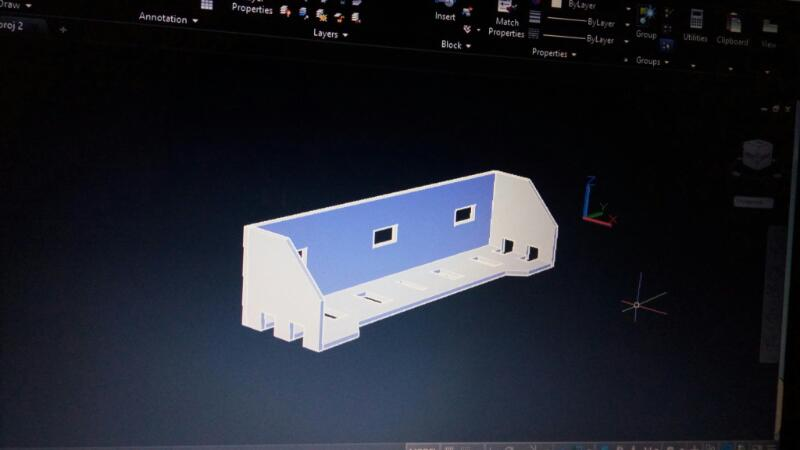 Draw
Annotation
Properties
Layers
Insert
Block
Match
Properties
ByLayer
ByLayer
ByLayer
Properties
Group
Groups
Utilities
Clipboard
View
proj 2
Z
Y
X